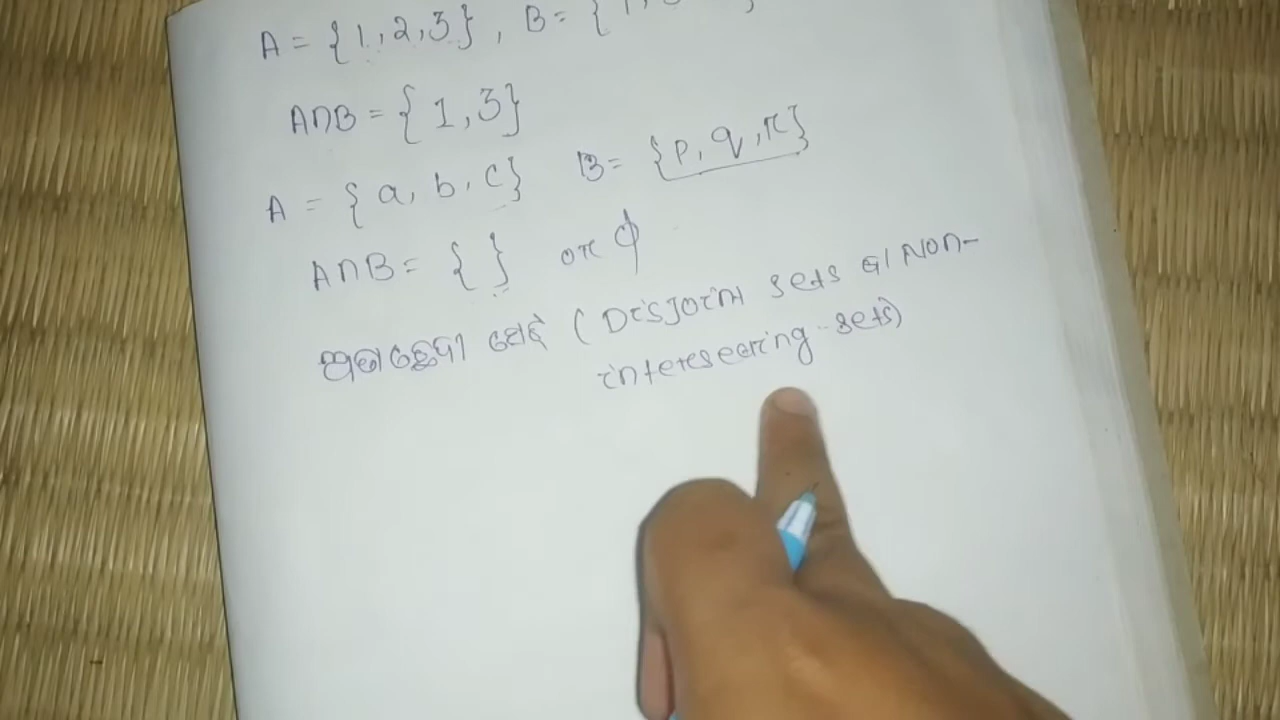 A = {1, 2, 3}, B = {
A∩B = {1, 3}
A = {a, b, c} B = {p, q, r}
A∩B = { } or ϕ
ଅଣଛେଦୀ ସେଟ୍ (Disjoint sets ବା Non-
intersecting sets)